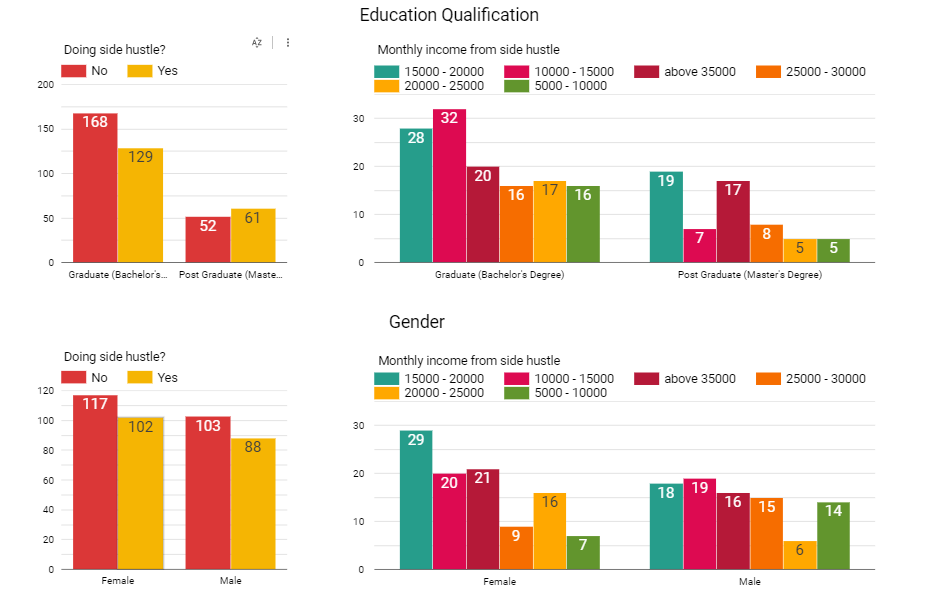 Education Qualification
Doing side hustle?
No Yes
200
150
100
50
0
168 129 52 61
Graduate (Bachelor's... Post Graduate (Maste...
Monthly income from side hustle
15000 - 20000 10000 - 15000 above 35000 25000 - 30000
20000 - 25000 5000 - 10000
30
20
10
0
28 32 20 16 17 16 19 7 17 8 5 5
Graduate (Bachelor's Degree) Post Graduate (Master's Degree)
Gender
Doing side hustle?
No Yes
120
100
80
60
40
20
0
117 102 103 88
Female Male
Monthly income from side hustle
15000 - 20000 10000 - 15000 above 35000 25000 - 30000
20000 - 25000 5000 - 10000
30
20
10
0
29 20 21 9 16 7 18 19 16 15 6 14
Female Male